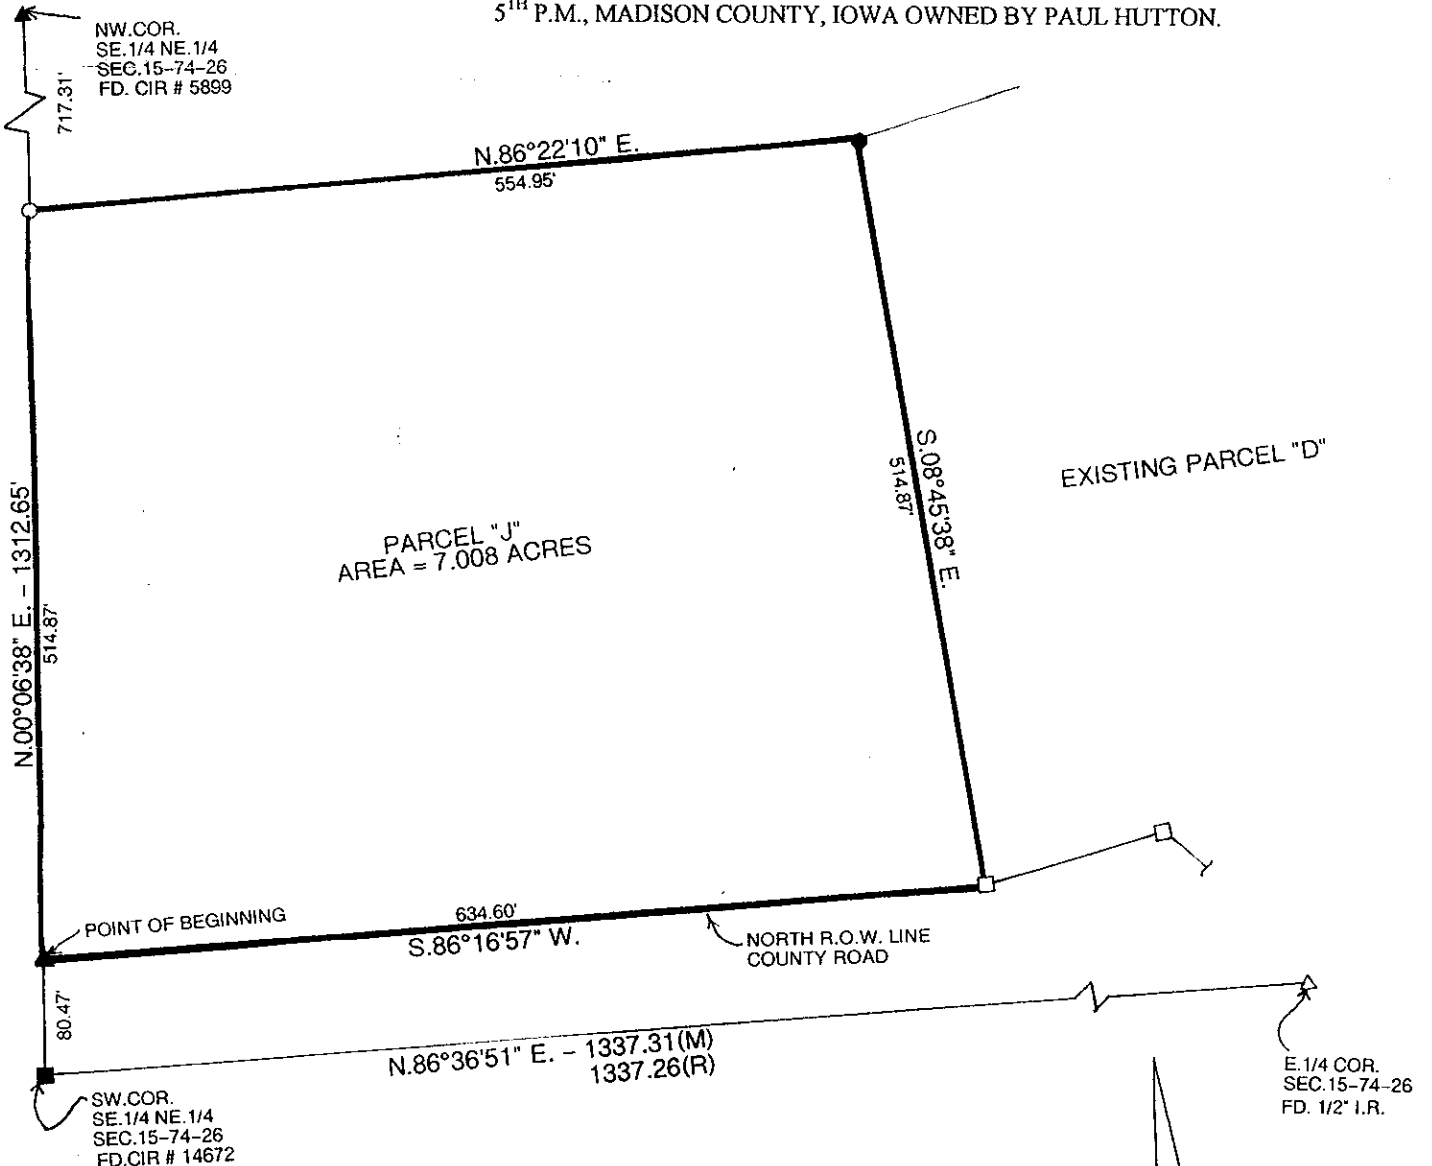 5TH P.M., MADISON COUNTY, IOWA OWNED BY PAUL HUTTON.
NW.COR.
SE.1/4 NE.1/4
SEC.15-74-26
FD. CIR # 5899
717.31'
N.86°22'10" E.
554.95'
S.08°45'38" E.
514.87'
EXISTING PARCEL "D"
PARCEL "J"
AREA = 7.008 ACRES
N.00°06'38" E. - 1312.65'
514.87'
POINT OF BEGINNING
634.60'
S.86°16'57" W.
NORTH R.O.W. LINE
COUNTY ROAD
80.47'
N.86°36'51" E. - 1337.31(M)
1337.26(R)
E.1/4 COR.
SEC.15-74-26
FD. 1/2" I.R.
SW.COR.
SE.1/4 NE.1/4
SEC.15-74-26
FD.CIR # 14672